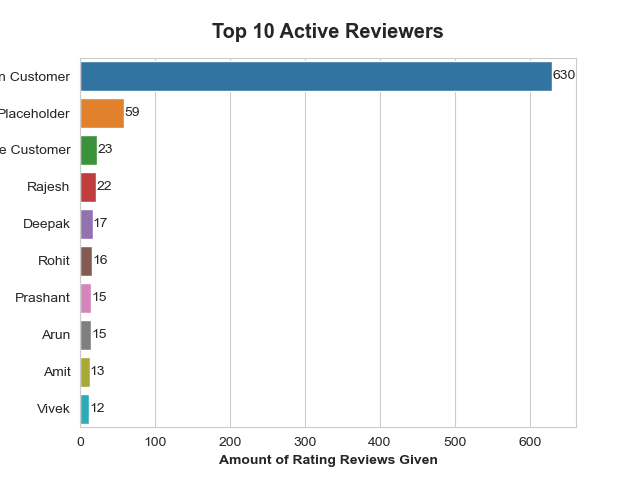 Top 10 Active Reviewers
n Customer 630
Placeholder 59
e Customer 23
Rajesh 22
Deepak 17
Rohit 16
Prashant 15
Arun 15
Amit 13
Vivek 12
0 100 200 300 400 500 600
Amount of Rating Reviews Given